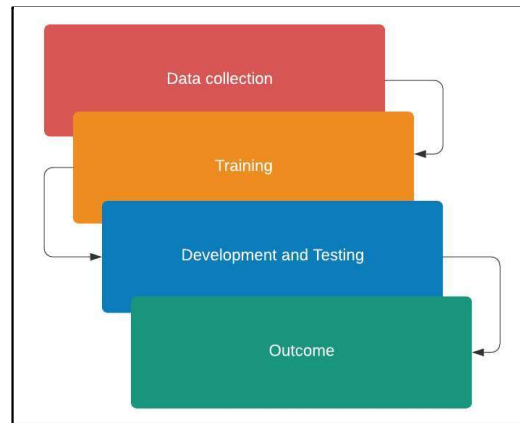 Data collection
Training
Development and Testing
Outcome